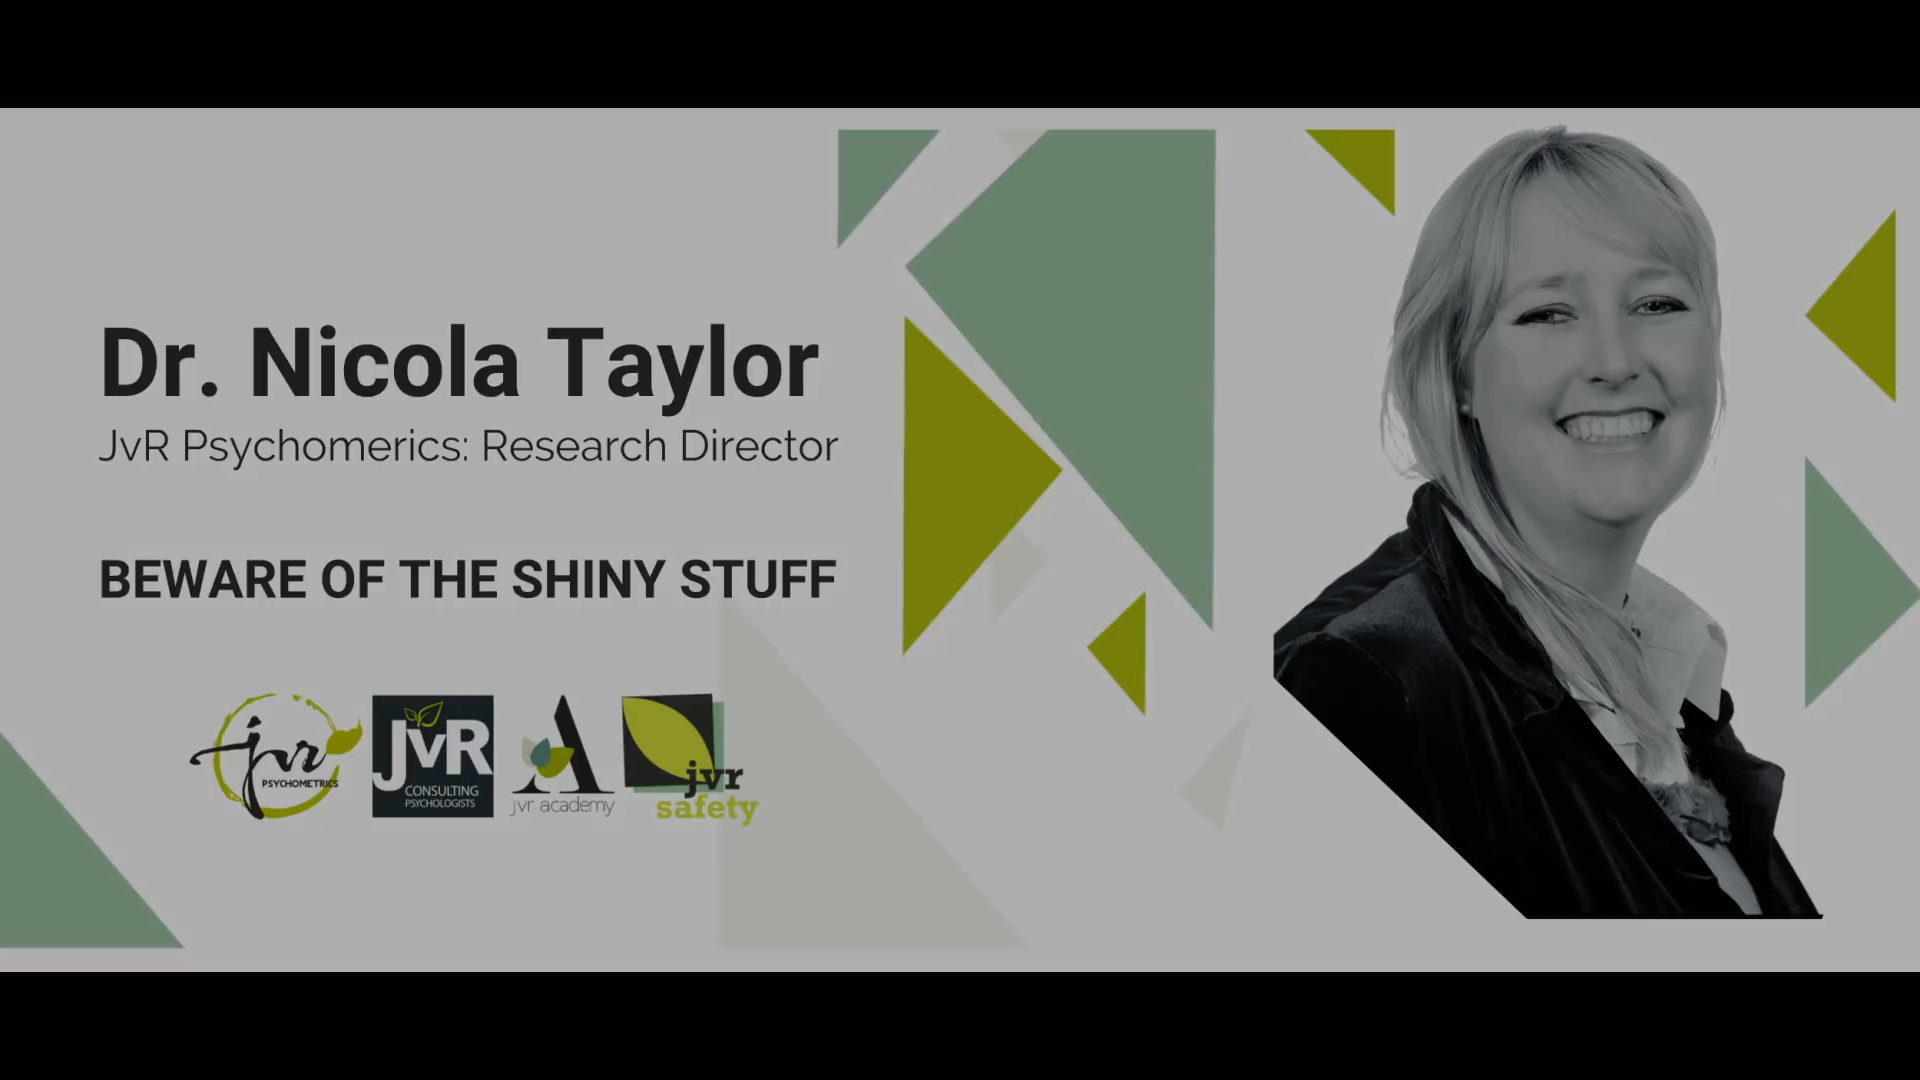 Dr. Nicola Taylor
JvR Psychomerics: Research Director
BEWARE OF THE SHINY STUFF
jvr
PSYCHOMETRICS
JvR
CONSULTING
PSYCHOLOGISTS
A
jvr academy
jvr
safety